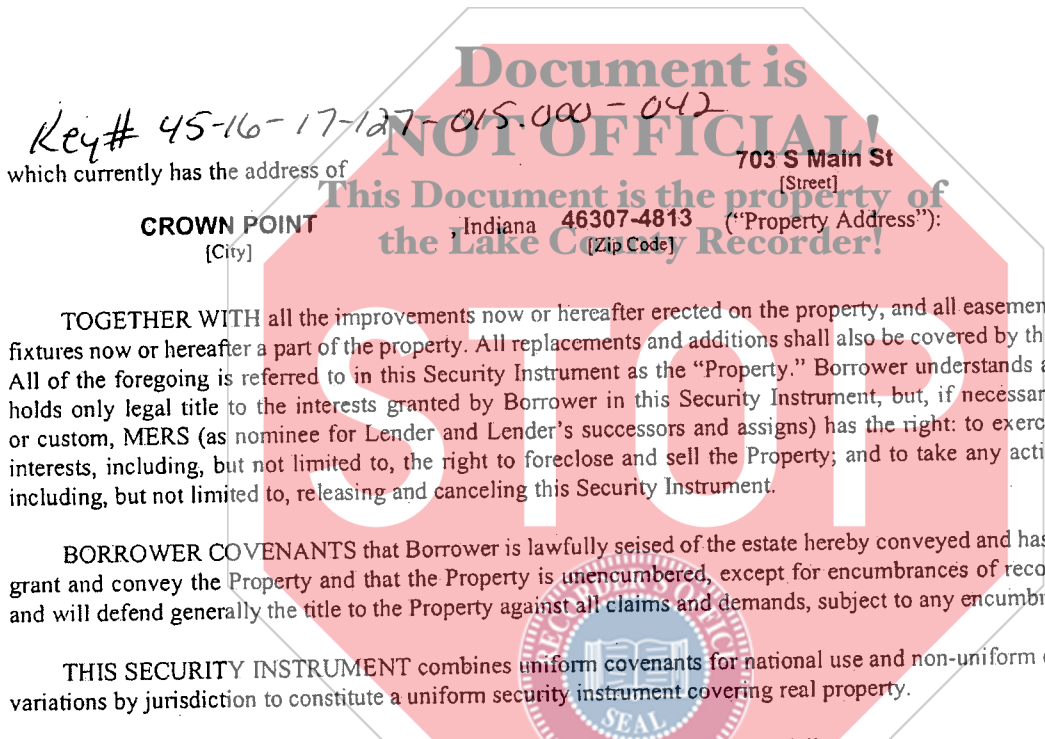 Document is
Key# 45-16-17-127-015.000-042
NOT OFFICIAL!
which currently has the address of 703 S Main St
[Street]
This Document is the property of
CROWN POINT , Indiana 46307-4813 ("Property Address"):
[City] [Zip Code]
the Lake County Recorder!
TOGETHER WITH all the improvements now or hereafter erected on the property, and all easemen
fixtures now or hereafter a part of the property. All replacements and additions shall also be covered by th
All of the foregoing is referred to in this Security Instrument as the “Property.” Borrower understands a
holds only legal title to the interests granted by Borrower in this Security Instrument, but, if necessar
or custom, MERS (as nominee for Lender and Lender's successors and assigns) has the right: to exerc
interests, including, but not limited to, the right to foreclose and sell the Property; and to take any acti
including, but not limited to, releasing and canceling this Security Instrument.
STOP
BORROWER COVENANTS that Borrower is lawfully seised of the estate hereby conveyed and has
grant and convey the Property and that the Property is unencumbered, except for encumbrances of reco
and will defend generally the title to the Property against all claims and demands, subject to any encumbr
RECORDER'S OFFIC
THIS SECURITY INSTRUMENT combines uniform covenants for national use and non-uniform
variations by jurisdiction to constitute a uniform security instrument covering real property.
SEAL